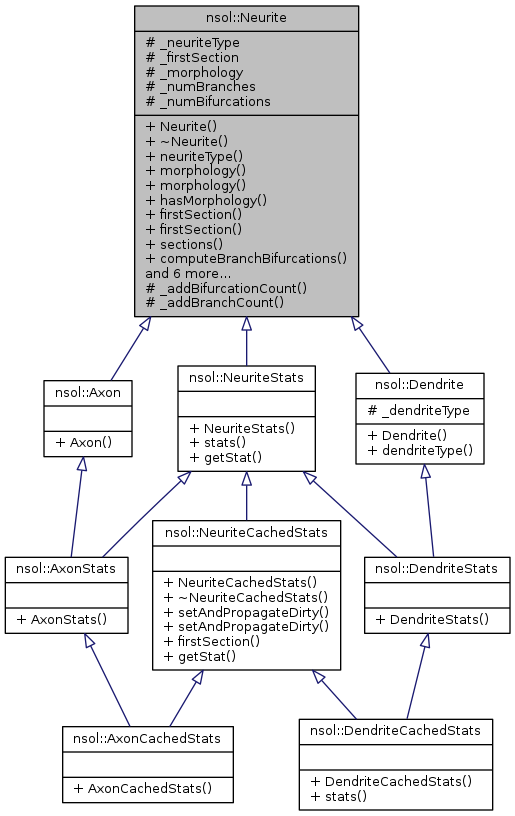 nsol::Neurite
# _neuriteType
# _firstSection
# _morphology
# _numBranches
# _numBifurcations
+ Neurite()
+ ~Neurite()
+ neuriteType()
+ morphology()
+ morphology()
+ hasMorphology()
+ firstSection()
+ firstSection()
+ sections()
+ computeBranchBifurcations()
and 6 more...
# _addBifurcationCount()
# _addBranchCount()
nsol::Axon
+ Axon()
nsol::NeuriteStats
+ NeuriteStats()
+ stats()
+ getStat()
nsol::Dendrite
# _dendriteType
+ Dendrite()
+ dendriteType()
nsol::AxonStats
+ AxonStats()
nsol::NeuriteCachedStats
+ NeuriteCachedStats()
+ ~NeuriteCachedStats()
+ setAndPropagateDirty()
+ setAndPropagateDirty()
+ firstSection()
+ getStat()
nsol::DendriteStats
+ DendriteStats()
nsol::AxonCachedStats
+ AxonCachedStats()
nsol::DendriteCachedStats
+ DendriteCachedStats()
+ stats()